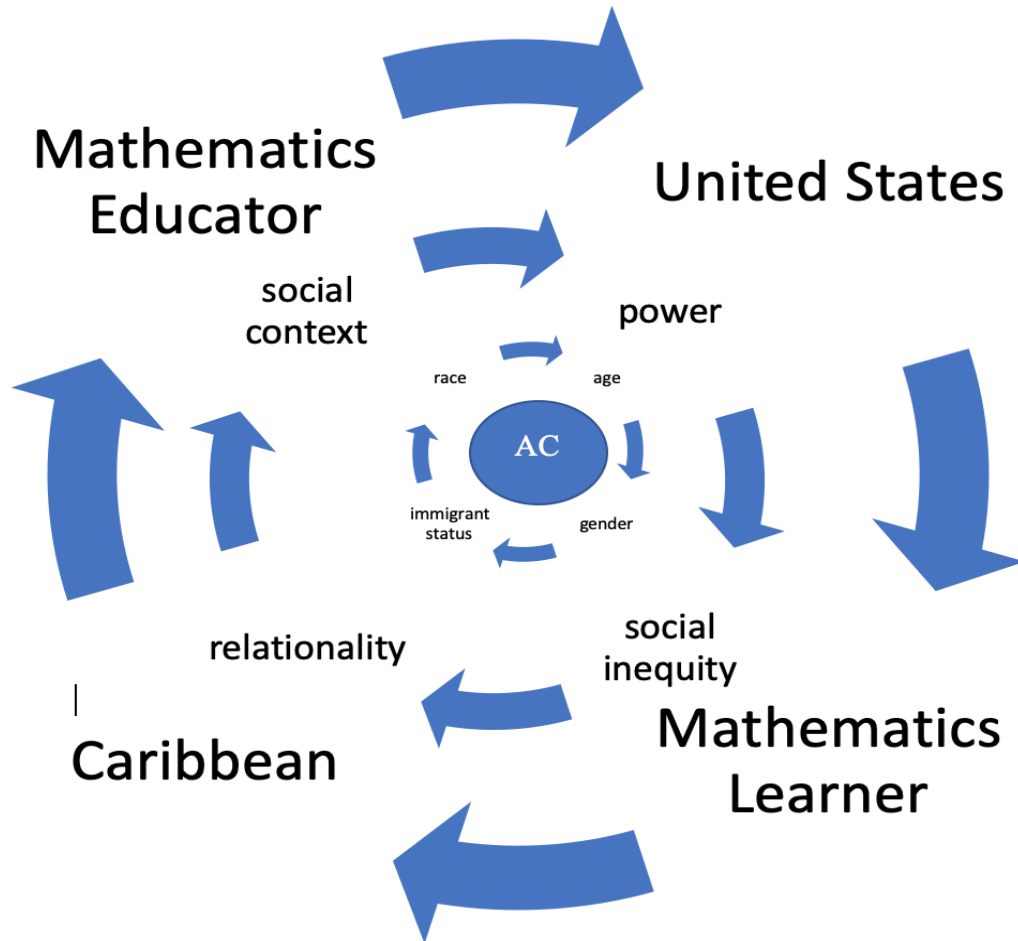 Mathematics
Educator
United States
social
context
power
race
age
AC
immigrant
status
gender
relationality
social
inequity
Caribbean
Mathematics
Learner